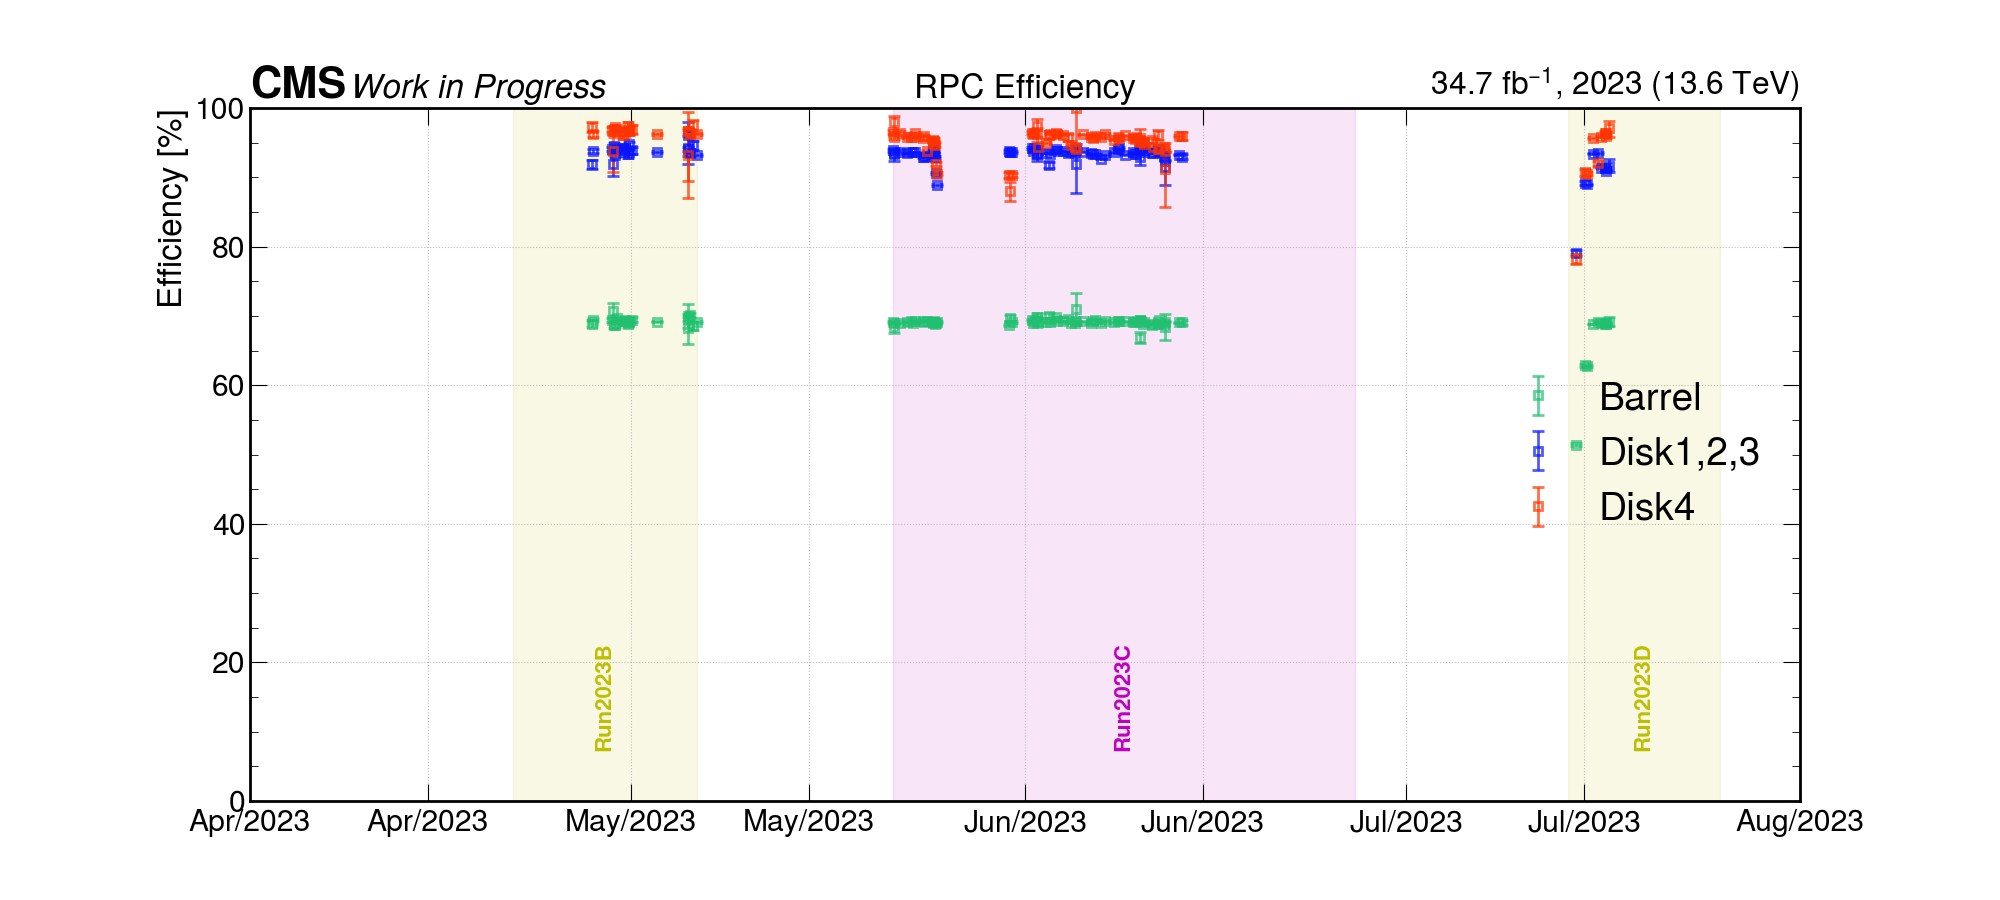 CMS Work in Progress RPC Efficiency 34.7 fb⁻¹, 2023 (13.6 TeV)
Efficiency [%]
100
80
60
40
20
0
Barrel
Disk1,2,3
Disk4
Run2023B
Run2023C
Run2023D
Apr/2023 Apr/2023 May/2023 May/2023 Jun/2023 Jun/2023 Jul/2023 Jul/2023 Aug/2023